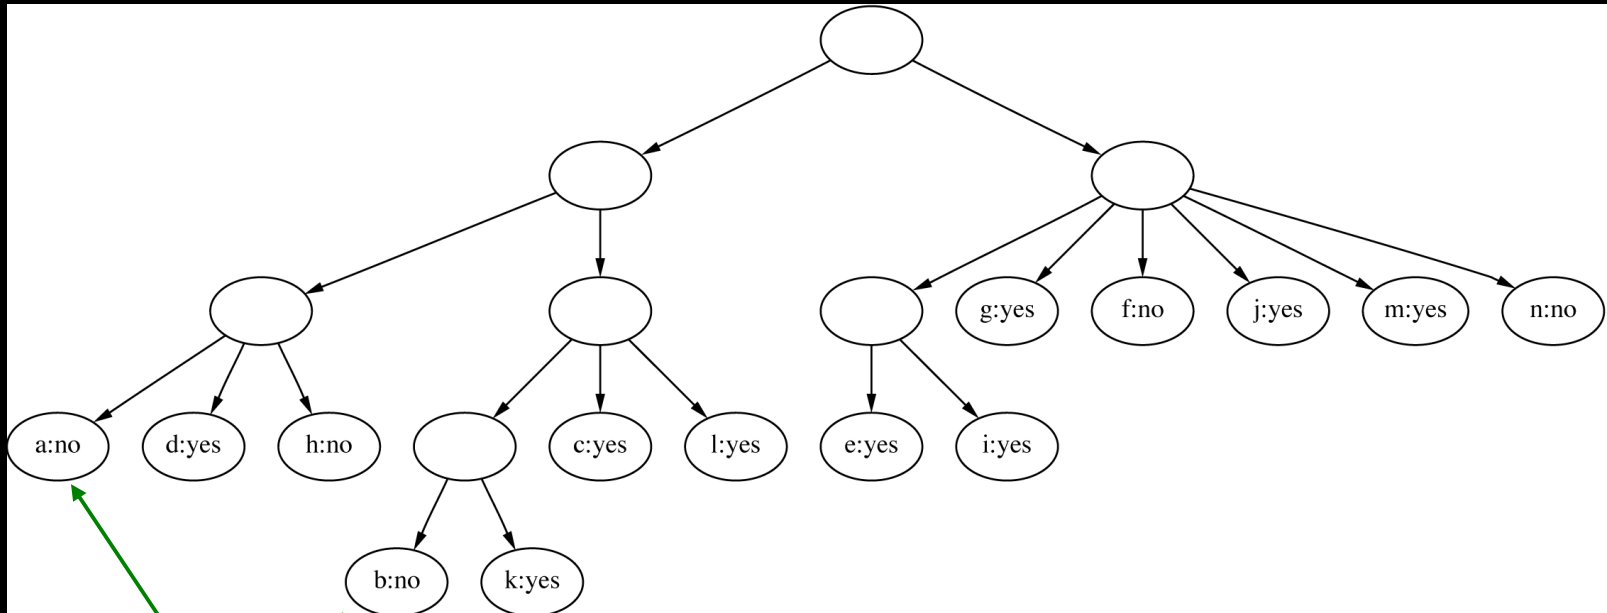 g:yes f:no j:yes m:yes n:no
a:no d:yes h:no c:yes l:yes e:yes i:yes
b:no k:yes